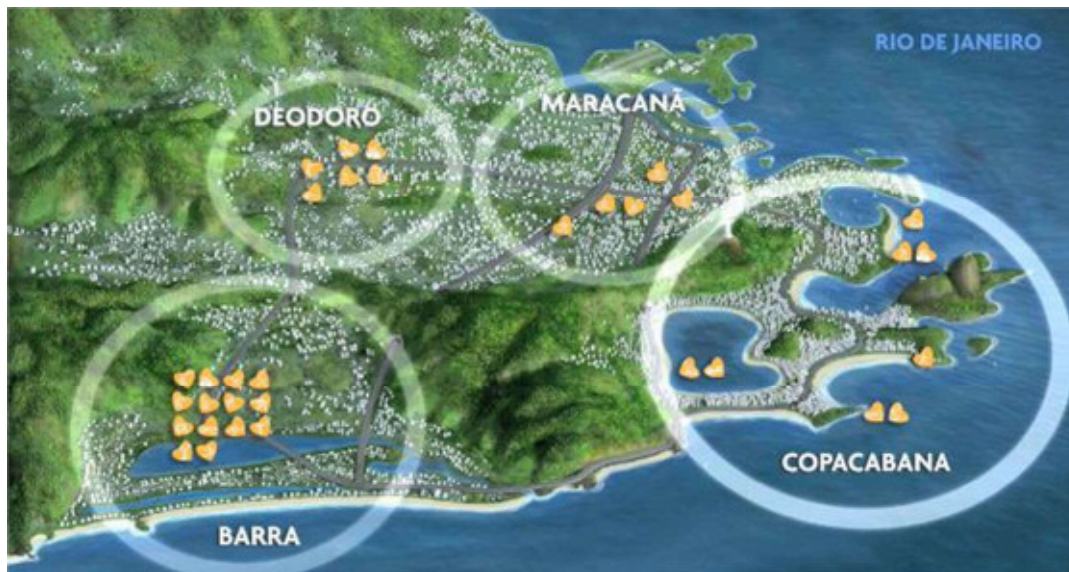 RIO DE JANEIRO
MARACANÃ
DEODORO
COPACABANA
BARRA